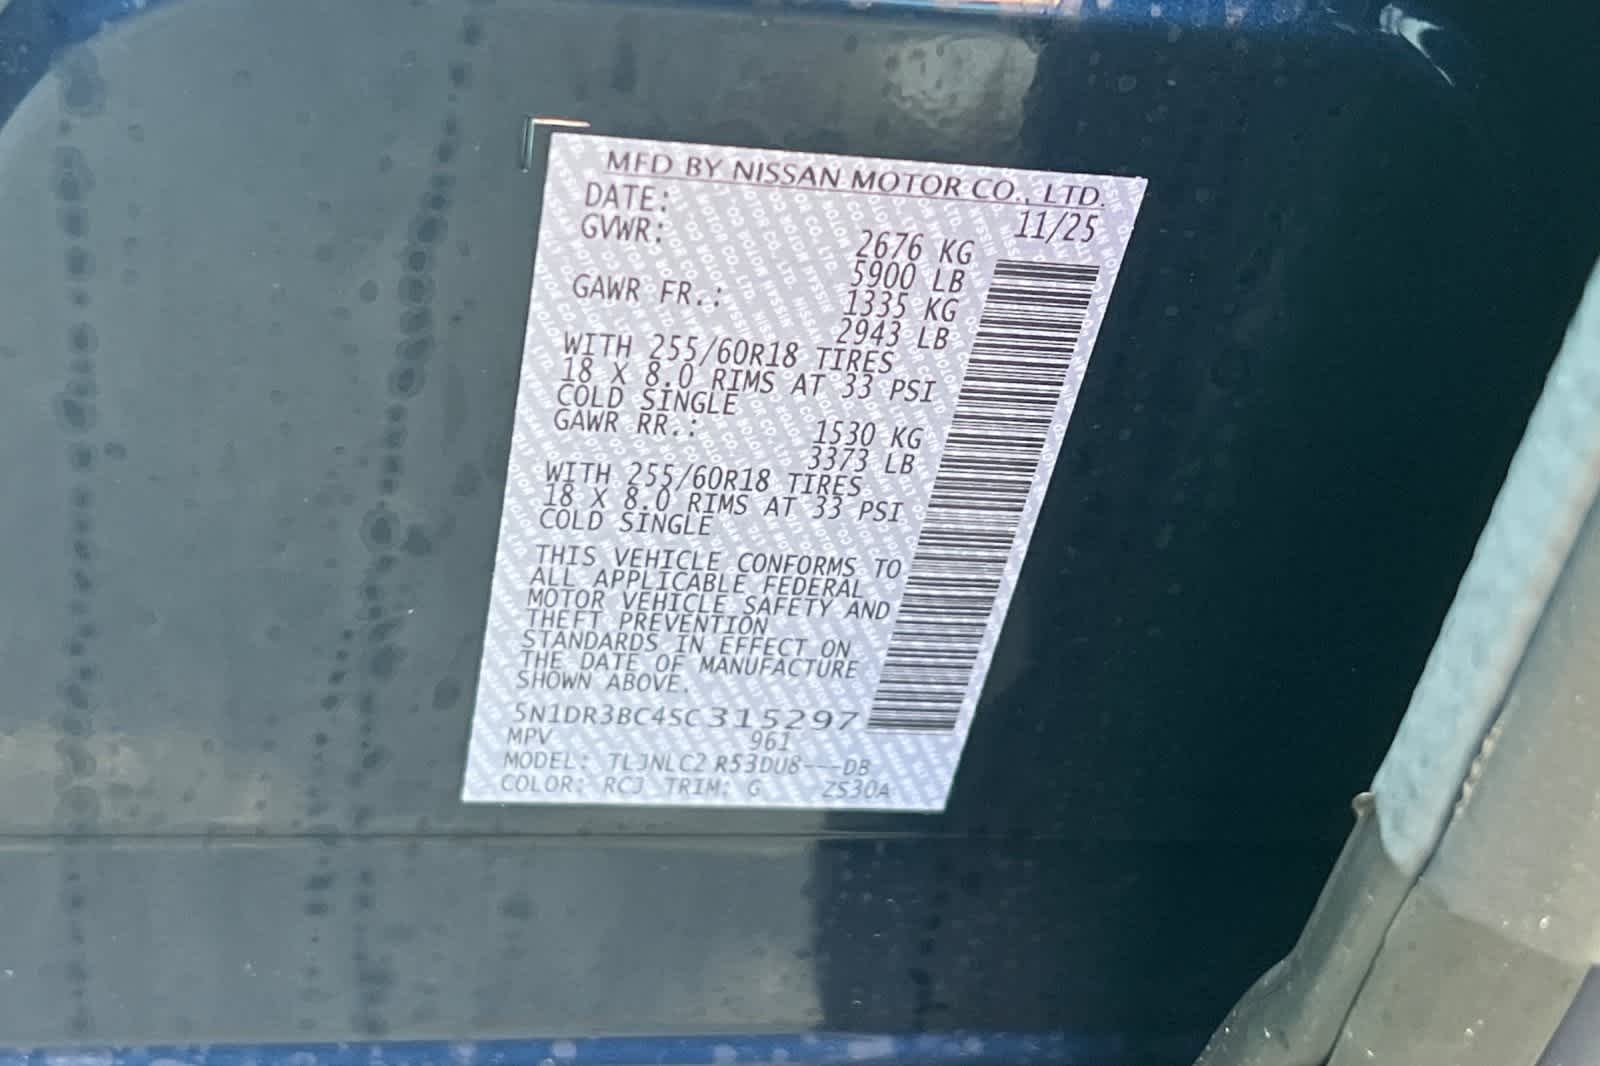 MFD BY NISSAN MOTOR CO., LTD.
DATE: 11/25
GVWR: 2676 KG
5900 LB
GAWR FR.: 1335 KG
2943 LB
WITH 255/60R18 TIRES
18 X 8.0 RIMS AT 33 PSI
COLD SINGLE
GAWR RR.: 1530 KG
3373 LB
WITH 255/60R18 TIRES
18 X 8.0 RIMS AT 33 PSI
COLD SINGLE
THIS VEHICLE CONFORMS TO
ALL APPLICABLE FEDERAL
MOTOR VEHICLE SAFETY AND
THEFT PREVENTION
STANDARDS IN EFFECT ON
THE DATE OF MANUFACTURE
SHOWN ABOVE.
5N1DR3BC4SC315297
MPV 961
MODEL: TLJNLC2 R53DU8---DB
COLOR: RCJ TRIM: G ZS30A